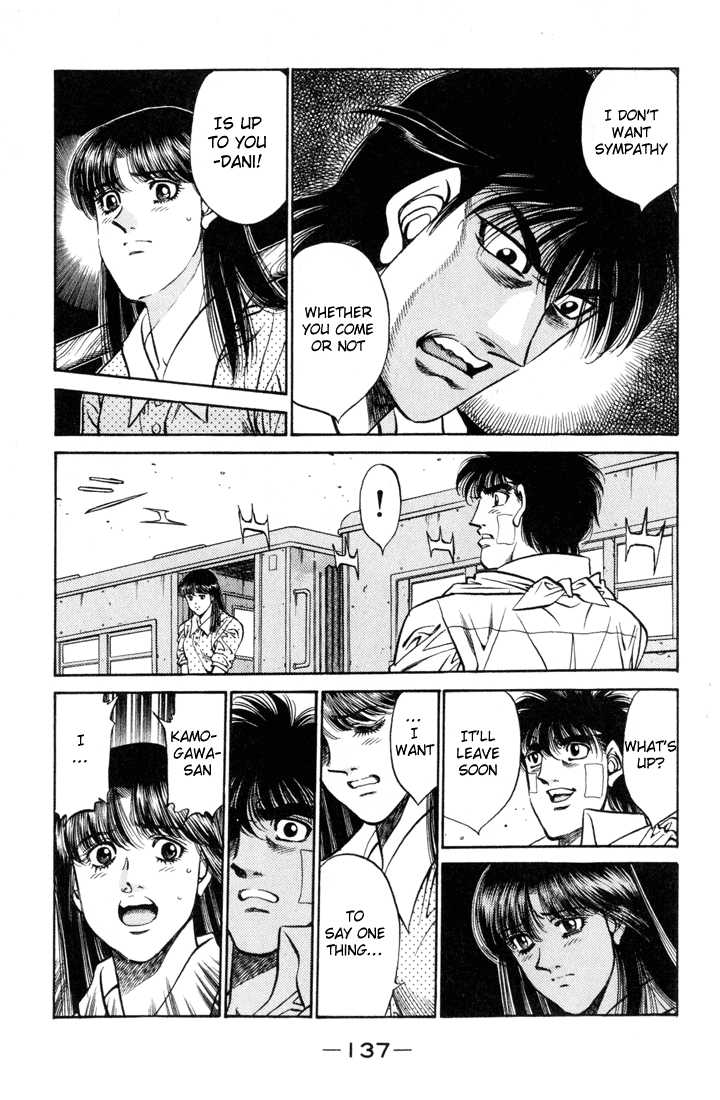 I DON'T
WANT
SYMPATHY
WHETHER
YOU COME
OR NOT
IS UP
TO YOU
-DANI!
!
WHAT'S
UP?
IT'LL
LEAVE
SOON
...
I
WANT
TO
SAY ONE
THING...
KAMO-
GAWA-
SAN
I
...
—137—